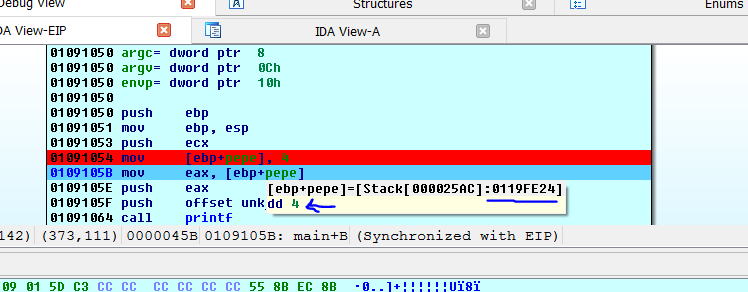 Debug View
Structures
Enums
DA View-EIP
IDA View-A
01091050 argc= dword ptr 8
01091050 argv= dword ptr 0Ch
01091050 envp= dword ptr 10h
01091050
01091050 push ebp
01091051 mov ebp, esp
01091053 push ecx
01091054 mov [ebp+pepe], 4
0109105B mov eax, [ebp+pepe]
0109105E push eax
[ebp+pepe]=[Stack[000025AC]:0119FE24]
0109105F push offset unk
dd 4
01091064 call printf
142) (373,111) 0000045B 0109105B: main+B (Synchronized with EIP)
09 01 5D C3 CC CC CC CC CC CC 55 8B EC 8B